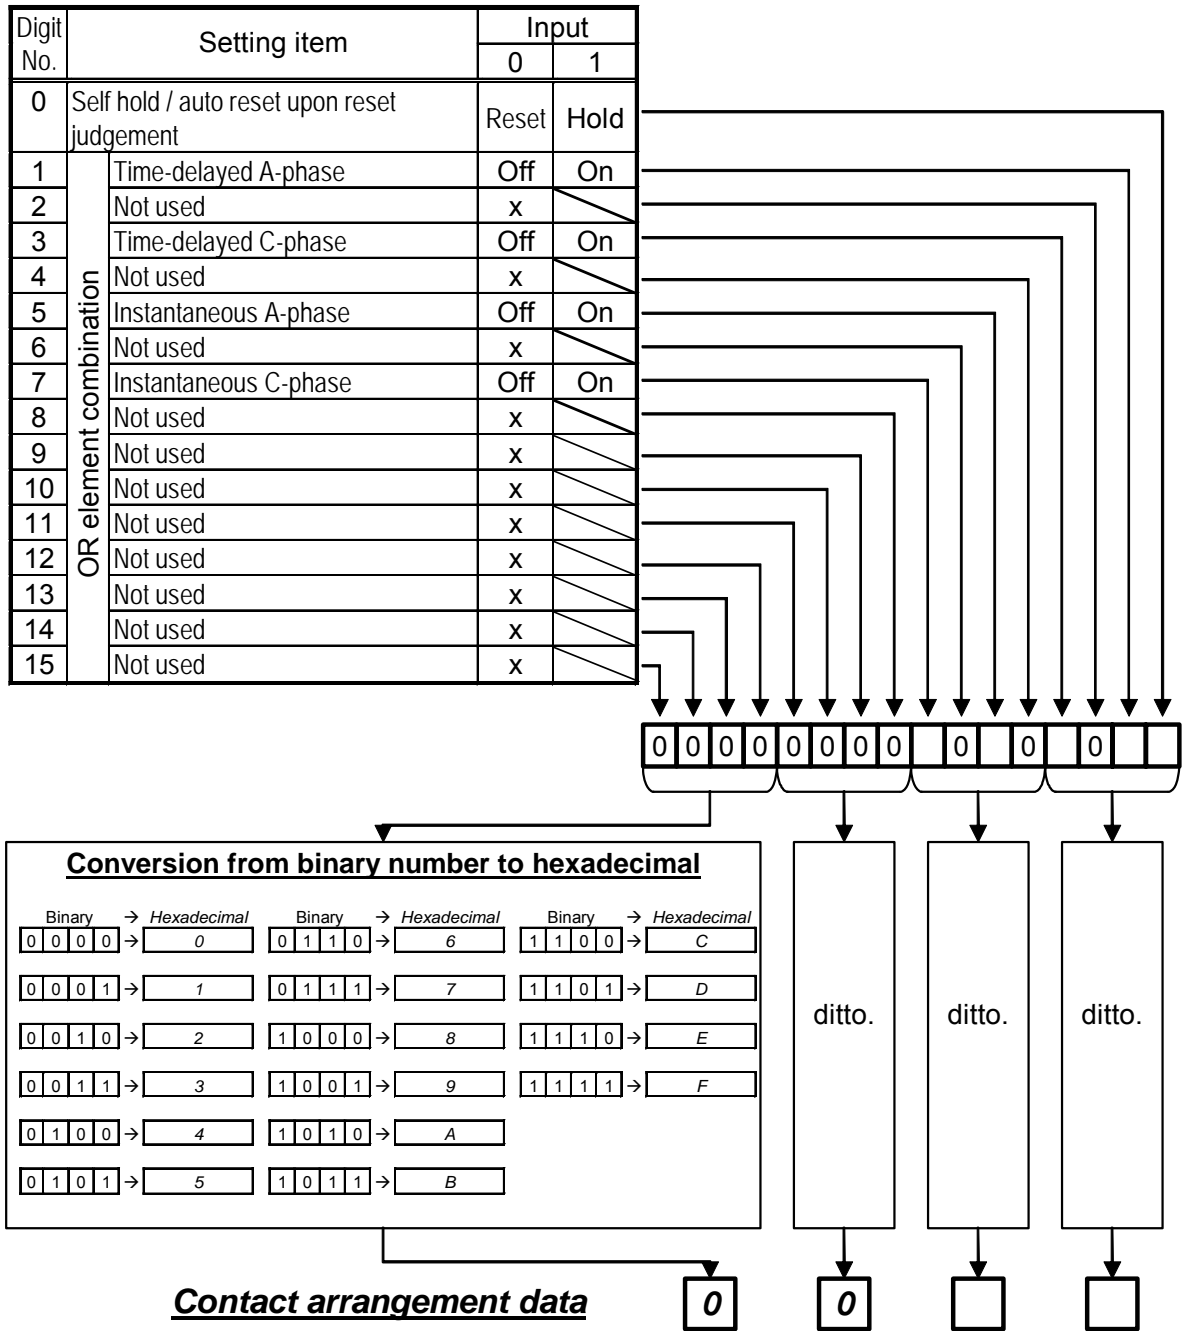 Digit No. Setting item Input
0 1
0 Self hold / auto reset upon reset judgement Reset Hold
OR element combination
1 Time-delayed A-phase Off On
2 Not used x
3 Time-delayed C-phase Off On
4 Not used x
5 Instantaneous A-phase Off On
6 Not used x
7 Instantaneous C-phase Off On
8 Not used x
9 Not used x
10 Not used x
11 Not used x
12 Not used x
13 Not used x
14 Not used x
15 Not used x
0 0 0 0 0 0 0 0 0 0 0
Conversion from binary number to hexadecimal
Binary → Hexadecimal Binary → Hexadecimal Binary → Hexadecimal
0 0 0 0 → 0 0 1 1 0 → 6 1 1 0 0 → C
0 0 0 1 → 1 0 1 1 1 → 7 1 1 0 1 → D
0 0 1 0 → 2 1 0 0 0 → 8 1 1 1 0 → E
0 0 1 1 → 3 1 0 0 1 → 9 1 1 1 1 → F
0 1 0 0 → 4 1 0 1 0 → A
0 1 0 1 → 5 1 0 1 1 → B
ditto. ditto. ditto.
Contact arrangement data 0 0